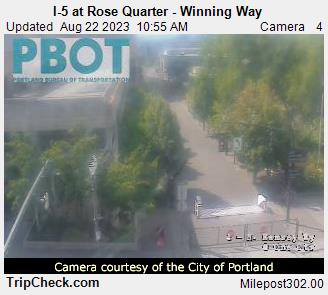 I-5 at Rose Quarter - Winning Way
Updated Aug 22 2023 10:55 AM Camera 4
PBOT
PORTLAND BUREAU OF TRANSPORTATION
Camera courtesy of the City of Portland
TripCheck.com Milepost302.00